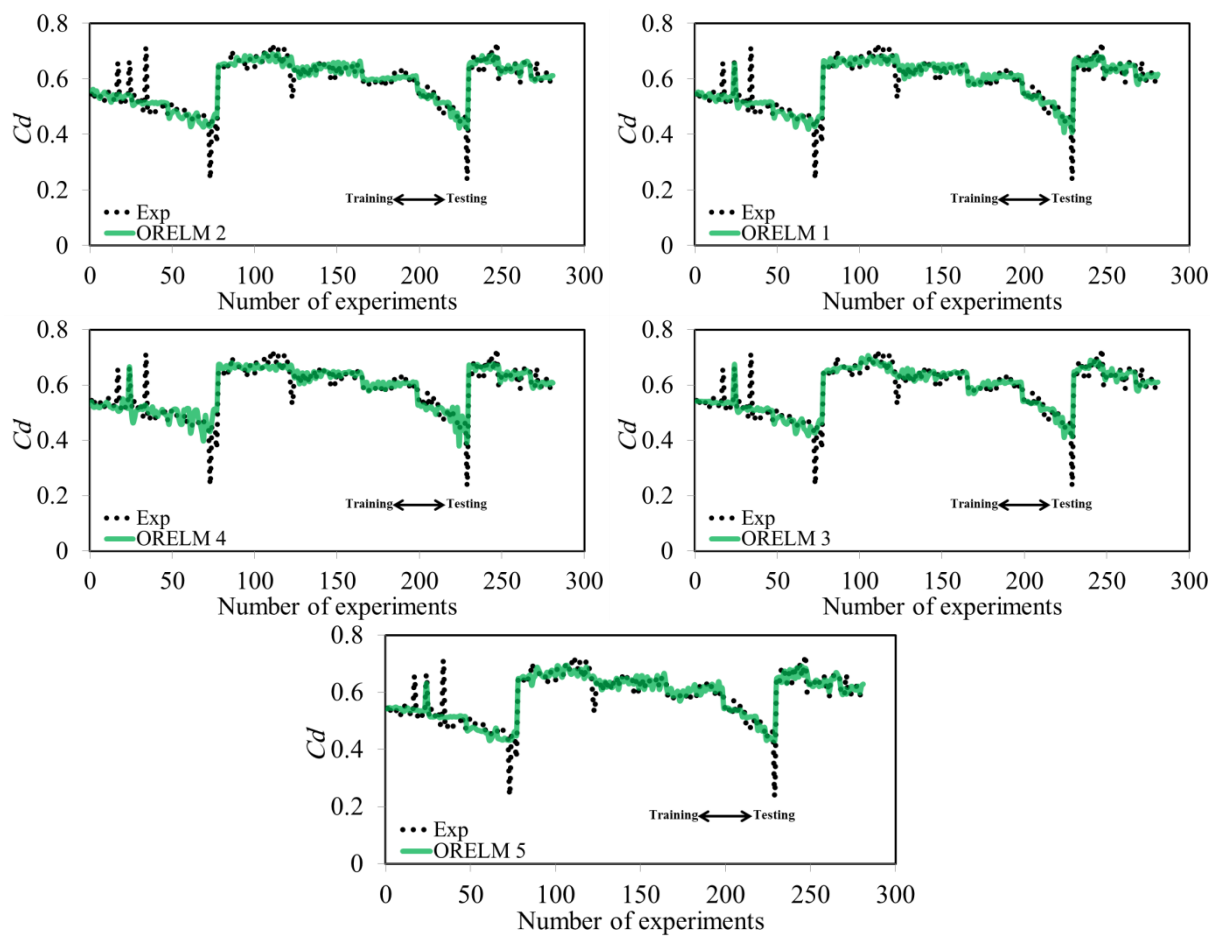 0.8
0.6
0.4
0.2
0
Cd
Training Testing
Exp
ORELM 2
0 50 100 150 200 250 300
Number of experiments
0.8
0.6
0.4
0.2
0
Cd
Training Testing
Exp
ORELM 1
0 50 100 150 200 250 300
Number of experiments
0.8
0.6
0.4
0.2
0
Cd
Training Testing
Exp
ORELM 4
0 50 100 150 200 250 300
Number of experiments
0.8
0.6
0.4
0.2
0
Cd
Training Testing
Exp
ORELM 3
0 50 100 150 200 250 300
Number of experiments
0.8
0.6
0.4
0.2
0
Cd
Training Testing
Exp
ORELM 5
0 50 100 150 200 250 300
Number of experiments